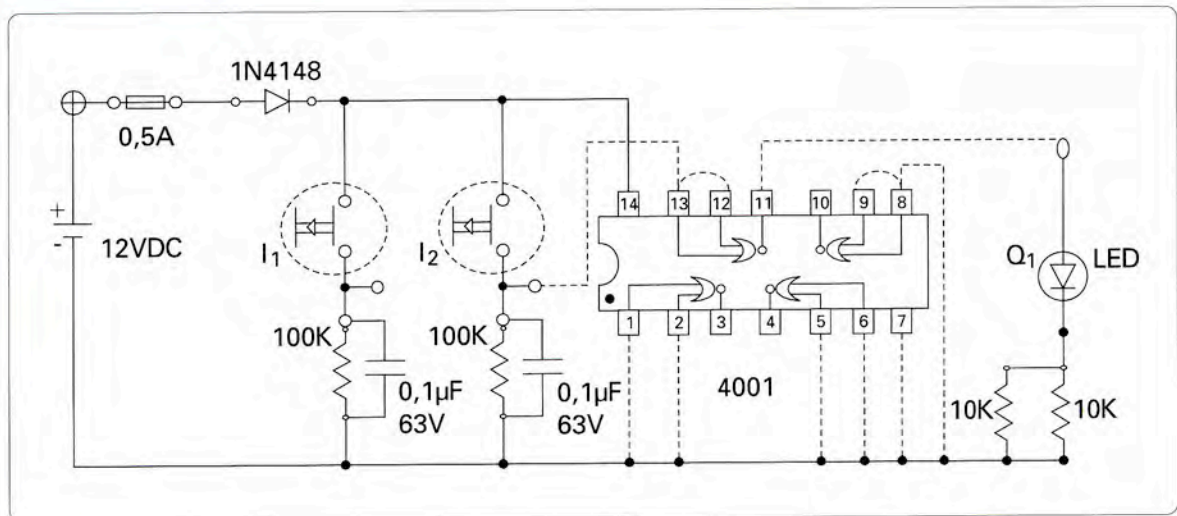 1N4148
0,5A
+
-
12VDC
I1
I2
100K
0,1µF
63V
100K
0,1µF
63V
14 13 12 11 10 9 8
1 2 3 4 5 6 7
4001
Q1
LED
10K
10K